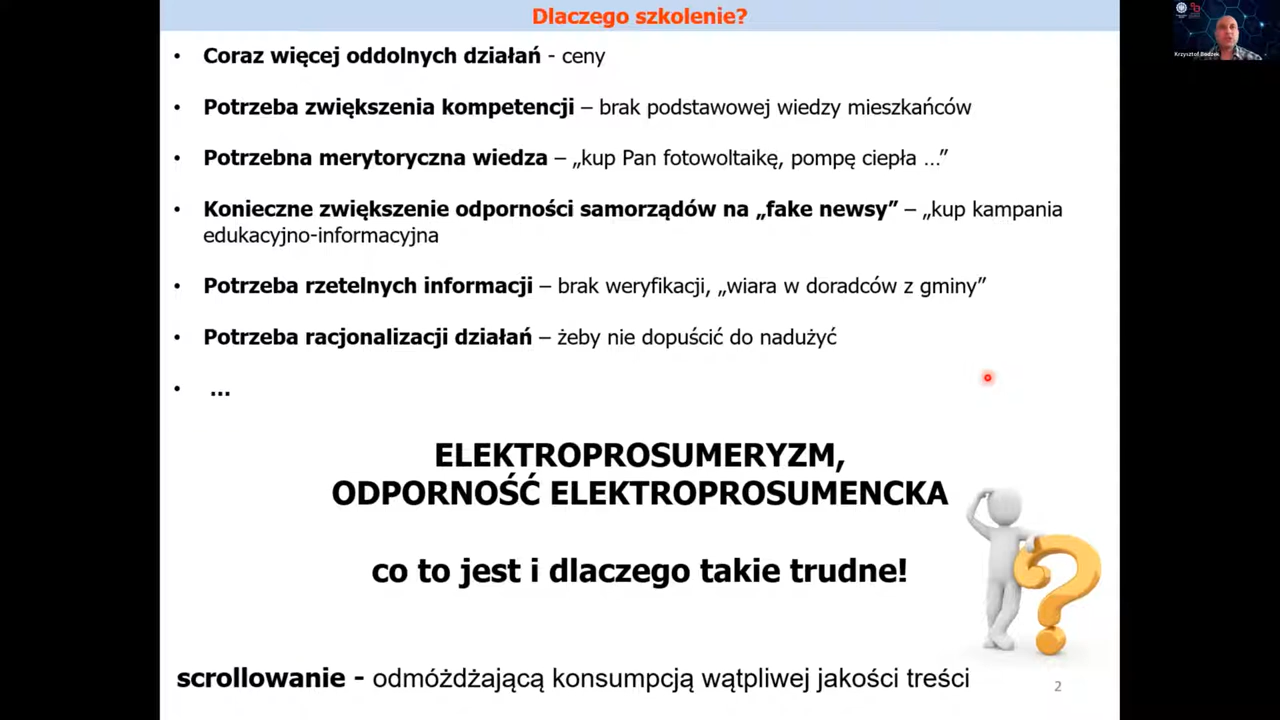 Dlaczego szkolenie?
• Coraz więcej oddolnych działań - ceny
• Potrzeba zwiększenia kompetencji – brak podstawowej wiedzy mieszkańców
• Potrzebna merytoryczna wiedza – „kup Pan fotowoltaikę, pompę ciepła …”
• Konieczne zwiększenie odporności samorządów na „fake newsy” – „kup kampania
edukacyjno-informacyjna
• Potrzeba rzetelnych informacji – brak weryfikacji, „wiara w doradców z gminy”
• Potrzeba racjonalizacji działań – żeby nie dopuścić do nadużyć
• …
ELEKTROPROSUMERYZM,
ODPORNOŚĆ ELEKTROPROSUMENCKA
co to jest i dlaczego takie trudne!
scrollowanie - odmóżdżającą konsumpcją wątpliwej jakości treści
2
Krzysztof Bodzek